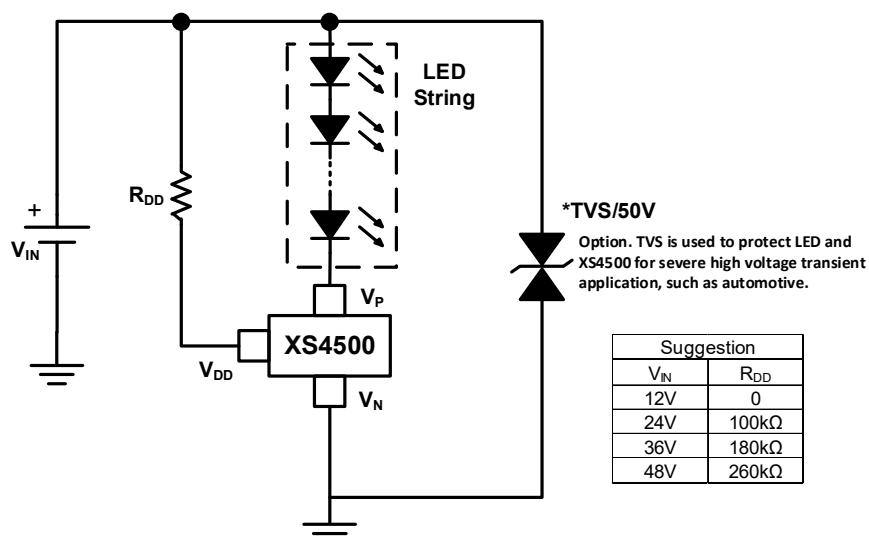 LED
String
R_DD
+
V_IN
*TVS/50V
Option. TVS is used to protect LED and
XS4500 for severe high voltage transient
application, such as automotive.
V_P
XS4500
V_DD
V_N
Suggestion
V_IN R_DD
12V 0
24V 100kΩ
36V 180kΩ
48V 260kΩ